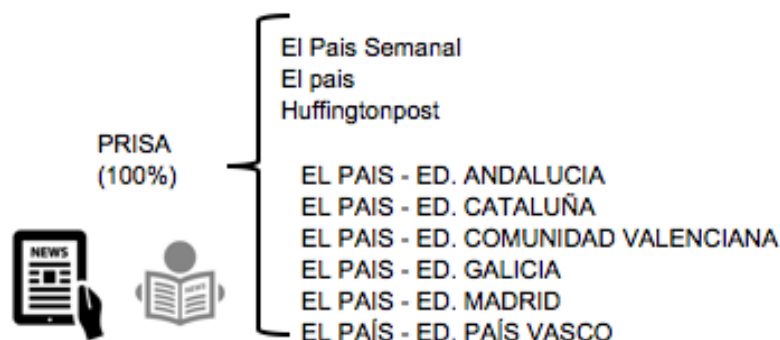 El Pais Semanal
El pais
Huffingtonpost
PRISA
(100%)
EL PAIS - ED. ANDALUCIA
EL PAIS - ED. CATALUÑA
EL PAIS - ED. COMUNIDAD VALENCIANA
EL PAIS - ED. GALICIA
EL PAIS - ED. MADRID
EL PAÍS - ED. PAÍS VASCO
NEWS
NEWS